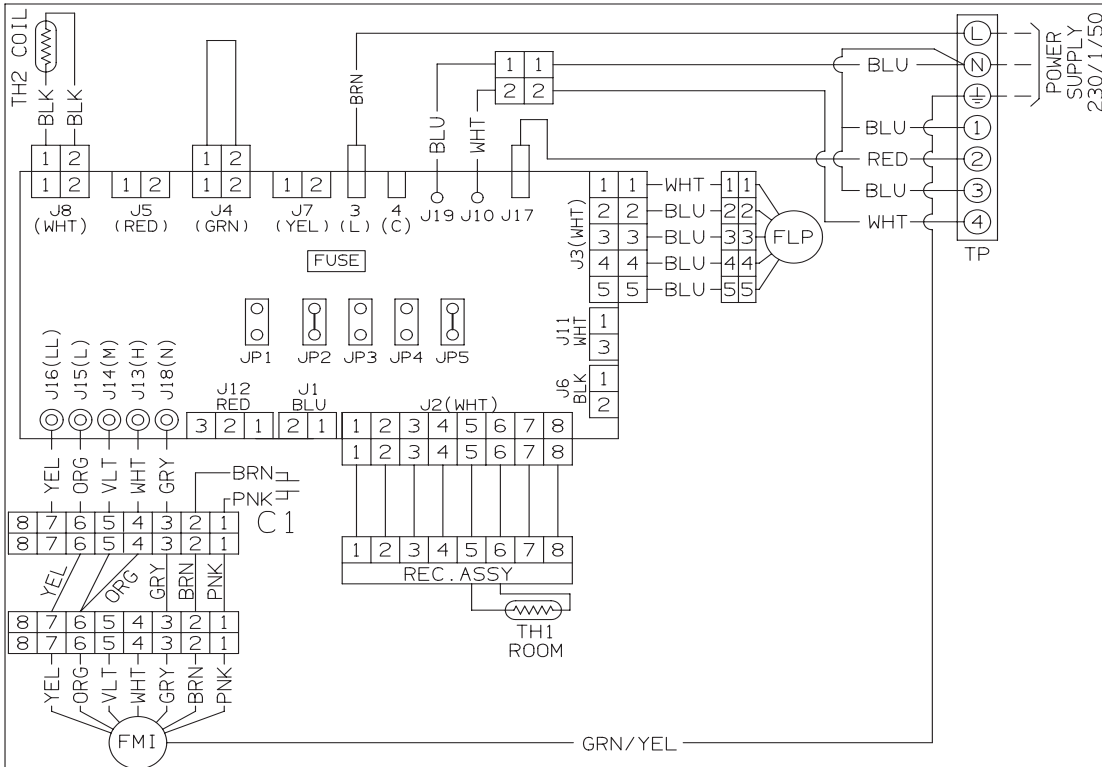 TH2 COIL
BLK
BLK
1 2
1 2
J8
(WHT)
1 2
J5
(RED)
1 2
1 2
J4
(GRN)
1 2
J7
(YEL)
BRN
3
(L)
4
(C)
BLU
J19
WHT
J10
J17
1 1
2 2
BLU
L
N
BLU
1
RED
2
BLU
3
WHT
4
TP
POWER
SUPPLY
230/1/50
FUSE
J3(WHT)
1 1 WHT 1 1
2 2 BLU 2 2
3 3 BLU 3 3
4 4 BLU 4 4
5 5 BLU 5 5
FLP
J11
WHT
1
3
J6
BLK
1
2
JP1
JP2
JP3
JP4
JP5
J16(LL)
J15(L)
J14(M)
J13(H)
J18(N)
J12
RED
3 2 1
J1
BLU
2 1
J2(WHT)
1 2 3 4 5 6 7 8
1 2 3 4 5 6 7 8
YEL
ORG
VLT
WHT
GRY
BRN
PNK
C1
8 7 6 5 4 3 2 1
8 7 6 5 4 3 2 1
YEL
ORG
GRY
BRN
PNK
8 7 6 5 4 3 2 1
8 7 6 5 4 3 2 1
YEL
ORG
VLT
WHT
GRY
BRN
PNK
FMI
1 2 3 4 5 6 7 8
REC.ASSY
TH1
ROOM
GRN/YEL